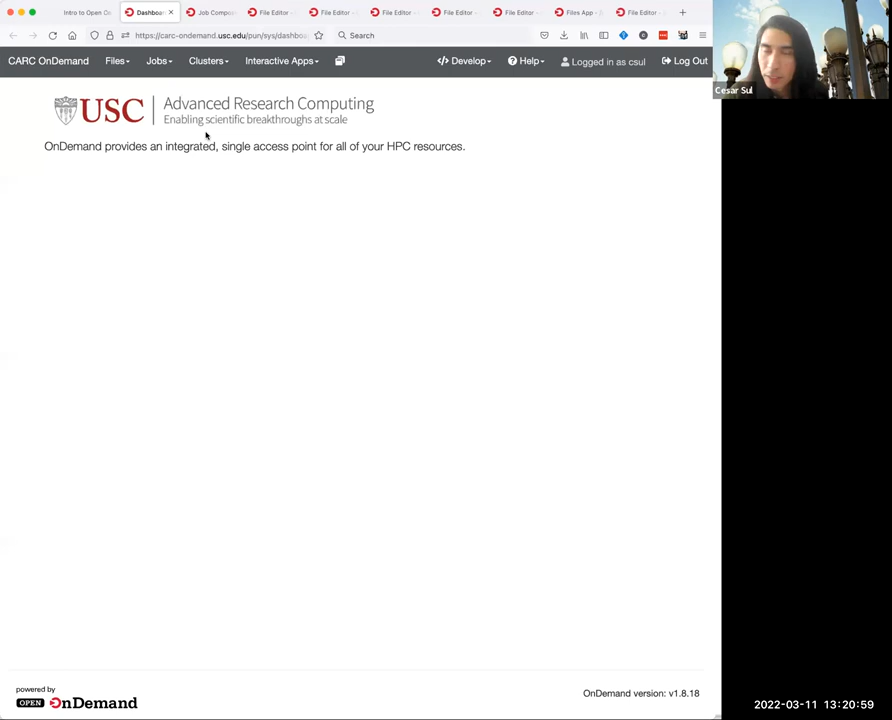 Intro to Open Dashboar Job Compo File Editor File Editor File Editor File Editor File Editor Files App File Editor
https://carc-ondemand.usc.edu/pun/sys/dashboa Search
CARC OnDemand Files Jobs Clusters Interactive Apps Develop Help Logged in as csul Log Out
Cesar Sul
USC Advanced Research Computing
Enabling scientific breakthroughs at scale
OnDemand provides an integrated, single access point for all of your HPC resources.
powered by
OPEN OnDemand
OnDemand version: v1.8.18
2022-03-11 13:20:59